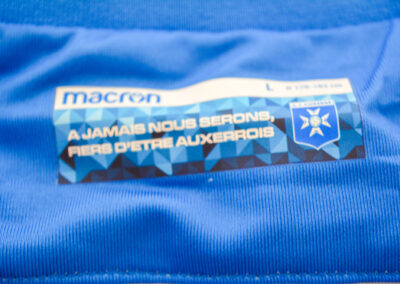 macron L
A JAMAIS NOUS SERONS,
FIERS D'ETRE AUXERROIS